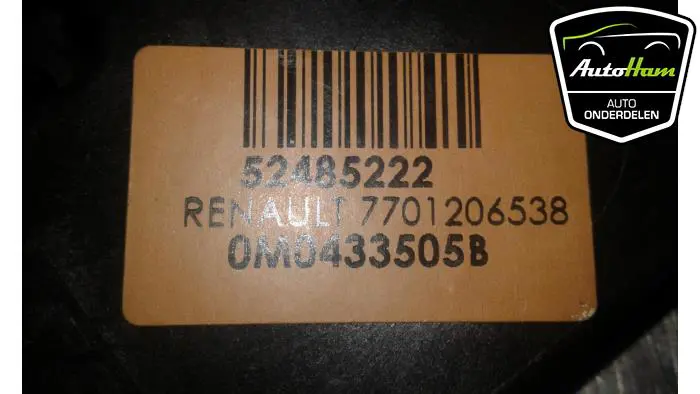 AutoHam
AUTO
ONDERDELEN
52485222
RENAULT 7701206538
0M0433505B